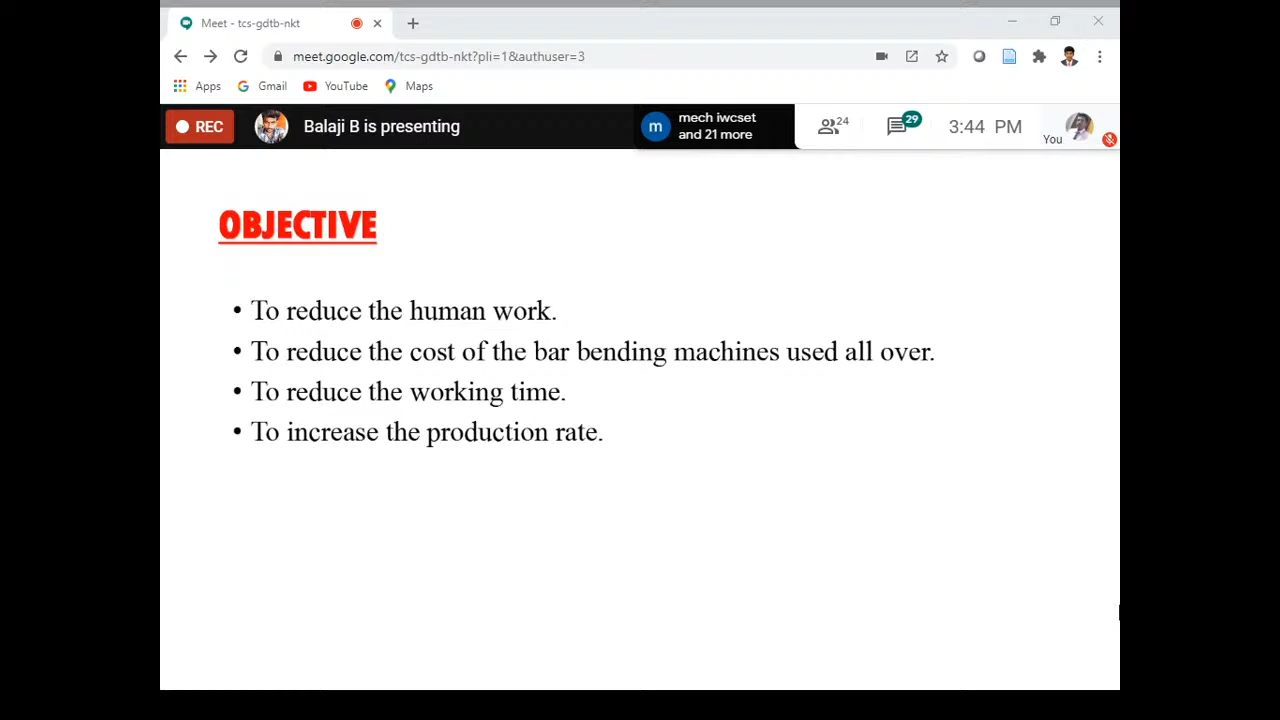 Meet - tcs-gdtb-nkt
meet.google.com/tcs-gdtb-nkt?pli=1&authuser=3
Apps Gmail YouTube Maps
REC Balaji B is presenting
m mech iwcset
and 21 more
24
29
3:44 PM
You
OBJECTIVE
• To reduce the human work.
• To reduce the cost of the bar bending machines used all over.
• To reduce the working time.
• To increase the production rate.